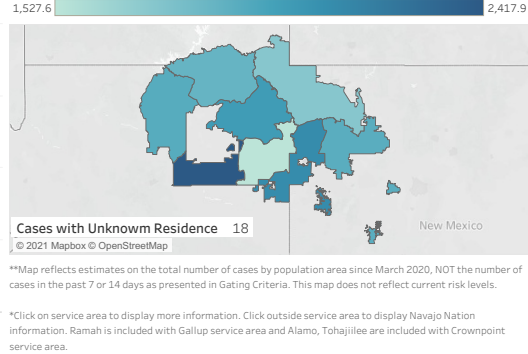 1,527.6
2,417.9
Cases with Unknowm Residence 18
© 2021 Mapbox © OpenStreetMap
New Mexico
**Map reflects estimates on the total number of cases by population area since March 2020, NOT the number of
cases in the past 7 or 14 days as presented in Gating Criteria. This map does not reflect current risk levels.
*Click on service area to display more information. Click outside service area to display Navajo Nation
information. Ramah is included with Gallup service area and Alamo, Tohajiilee are included with Crownpoint
service area.